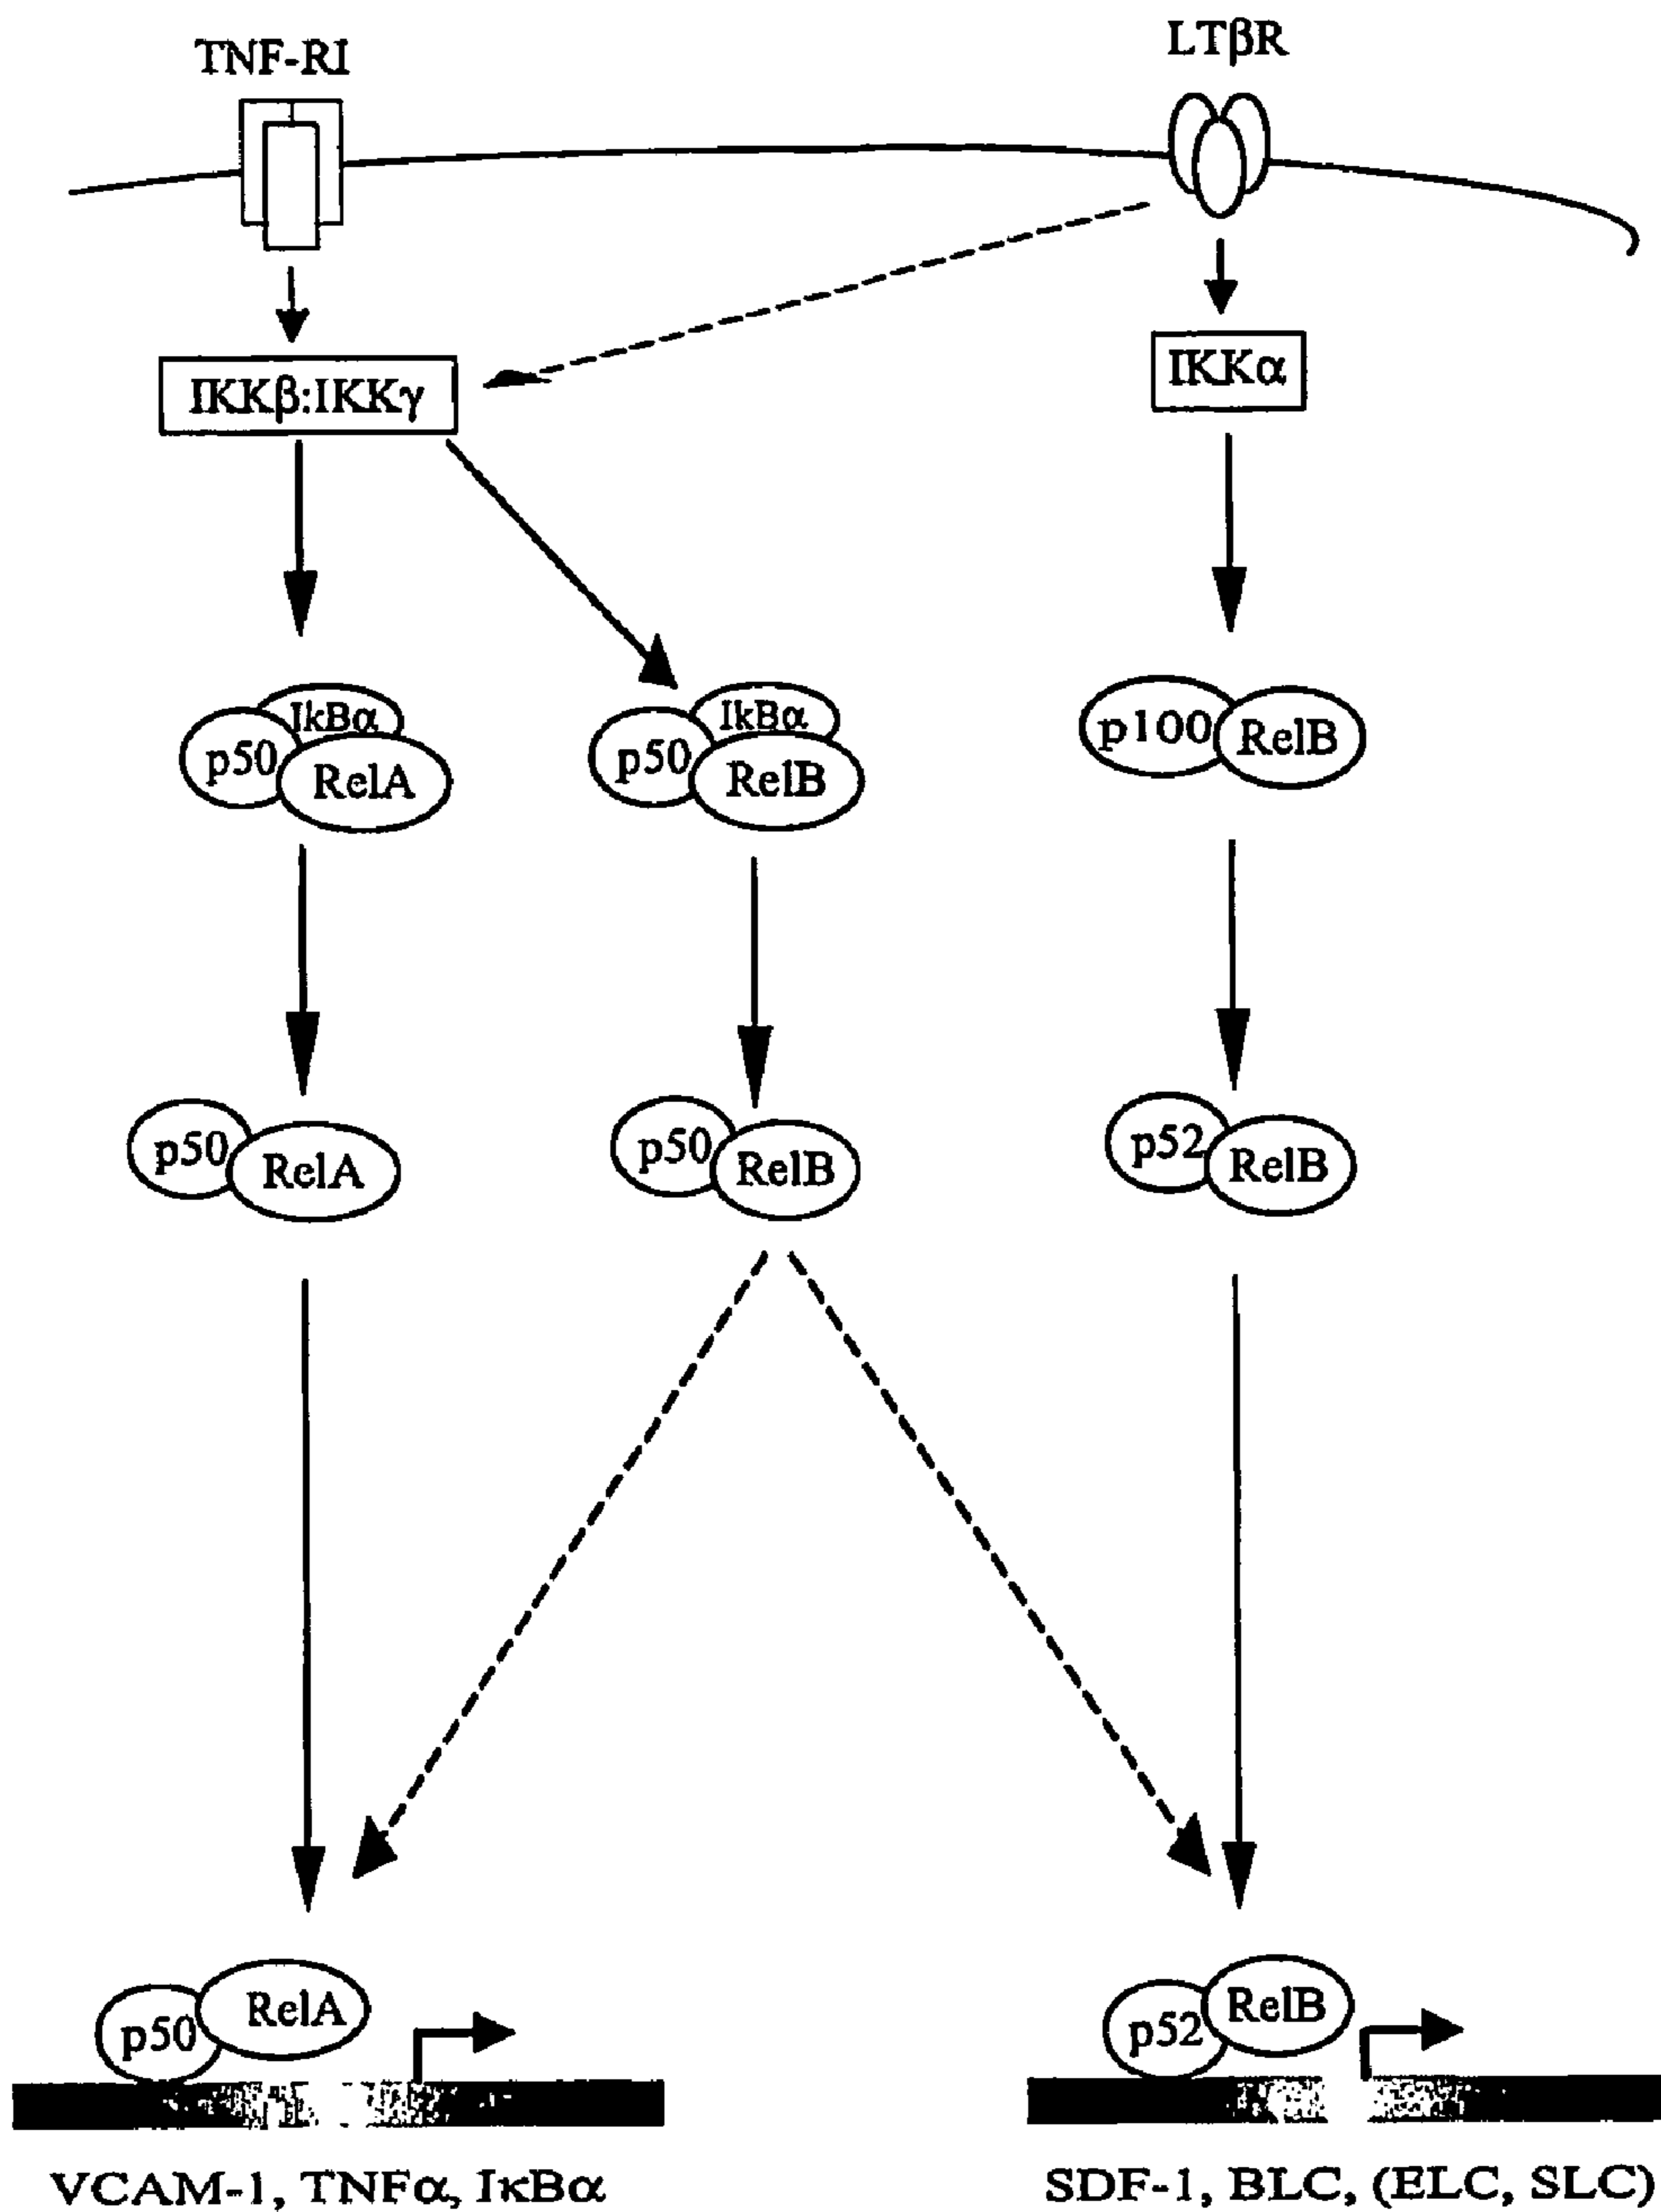 TNF-RI
LTβR
IKKβ:IKKγ
IKKα
IkBα
p50
RelA
IkBα
p50
RelB
p100
RelB
p50
RelA
p50
RelB
p52
RelB
p50
RelA
p52
RelB
VCAM-1, TNFα, IκBα
SDF-1, BLC, (ELC, SLC)